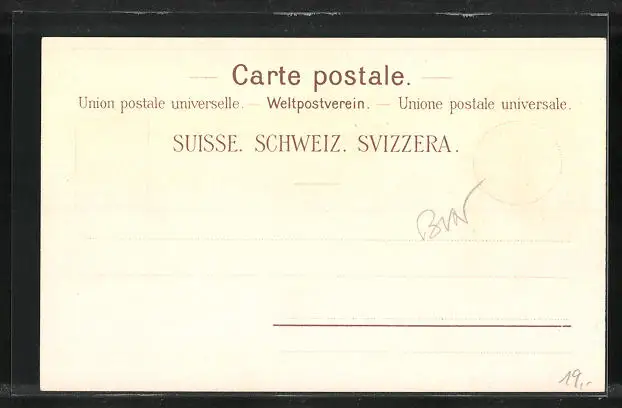 Carte postale.
Union postale universelle. — Weltpostverein. — Unione postale universale.
SUISSE. SCHWEIZ. SVIZZERA.
19,-